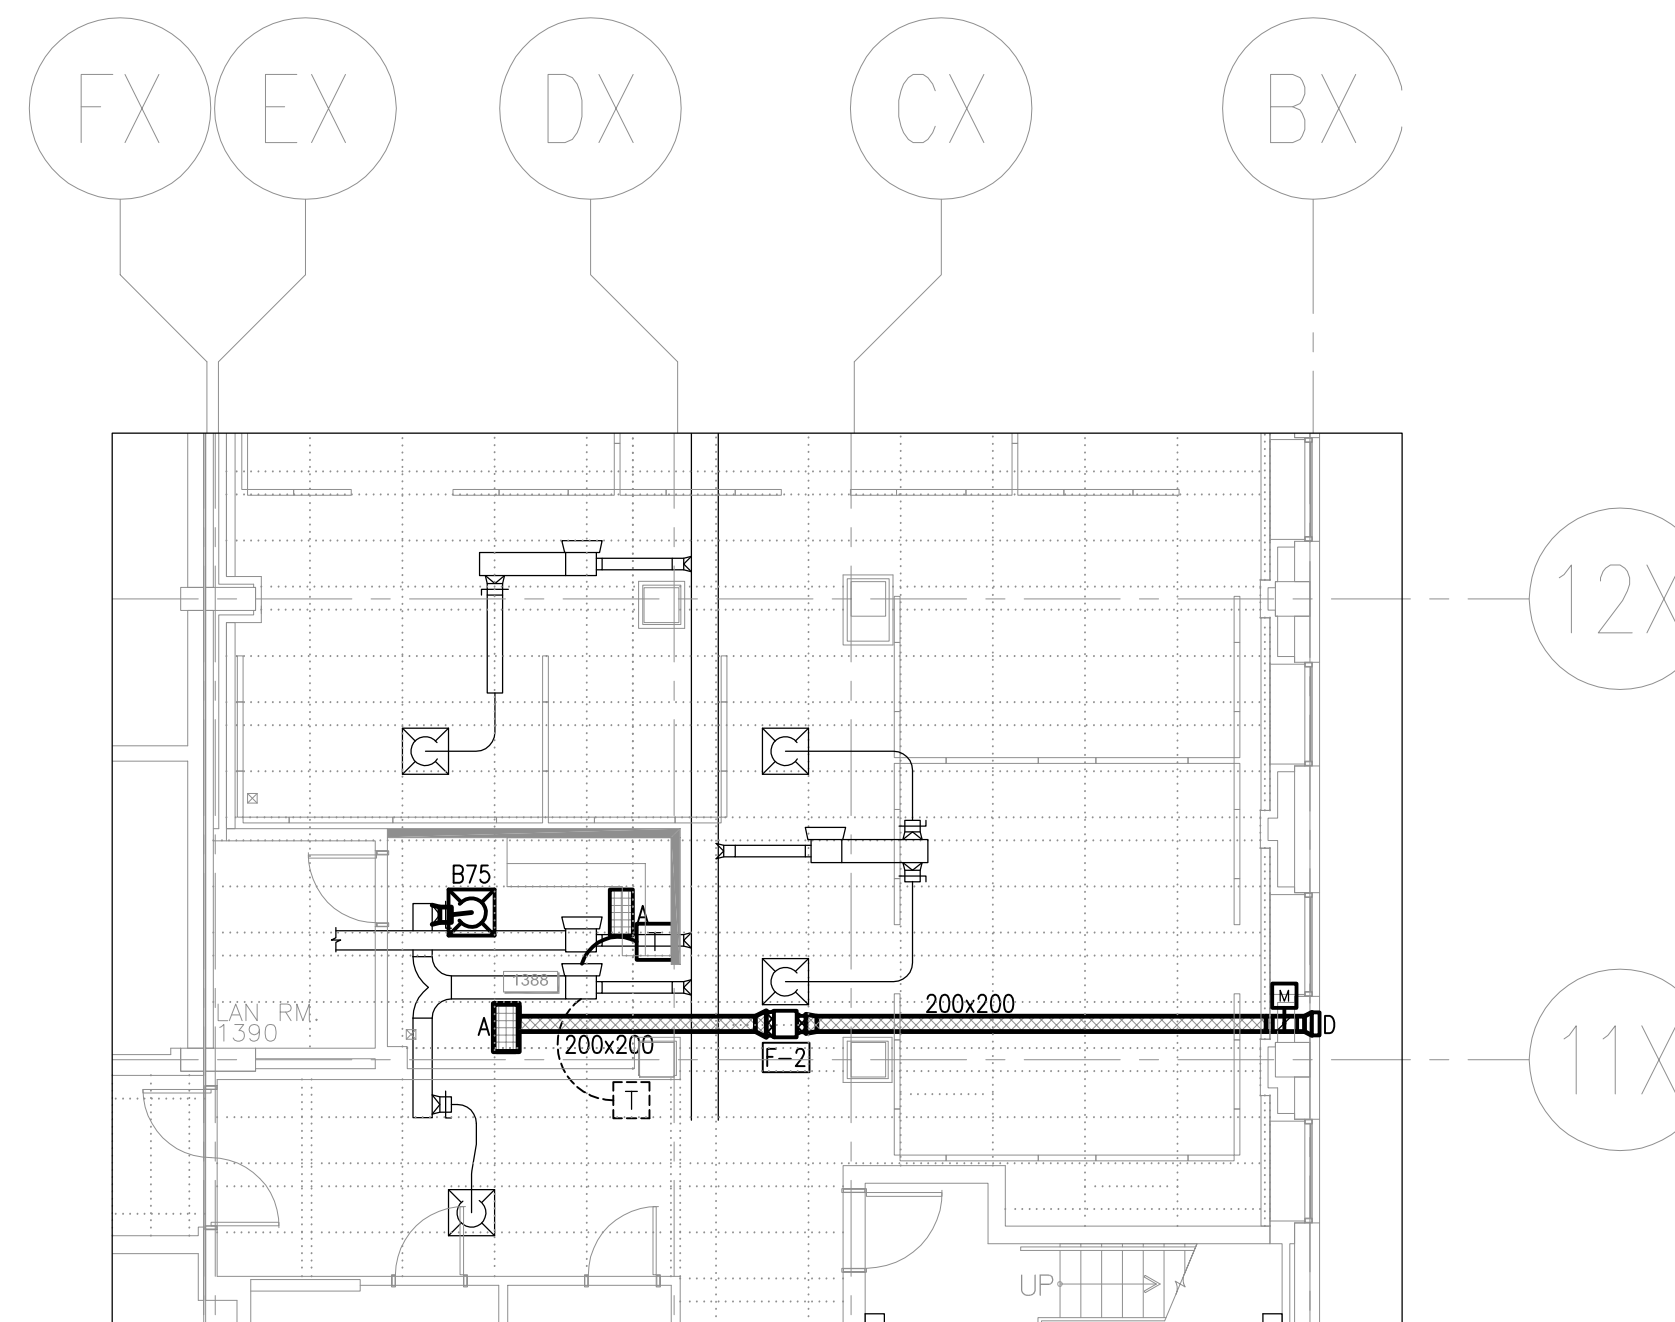 FX EX DX CX BX
12X
B75
A
T
1388
LAN RM.
1390
A
200x200
M
D
200x200
F-2
11X
T
UP